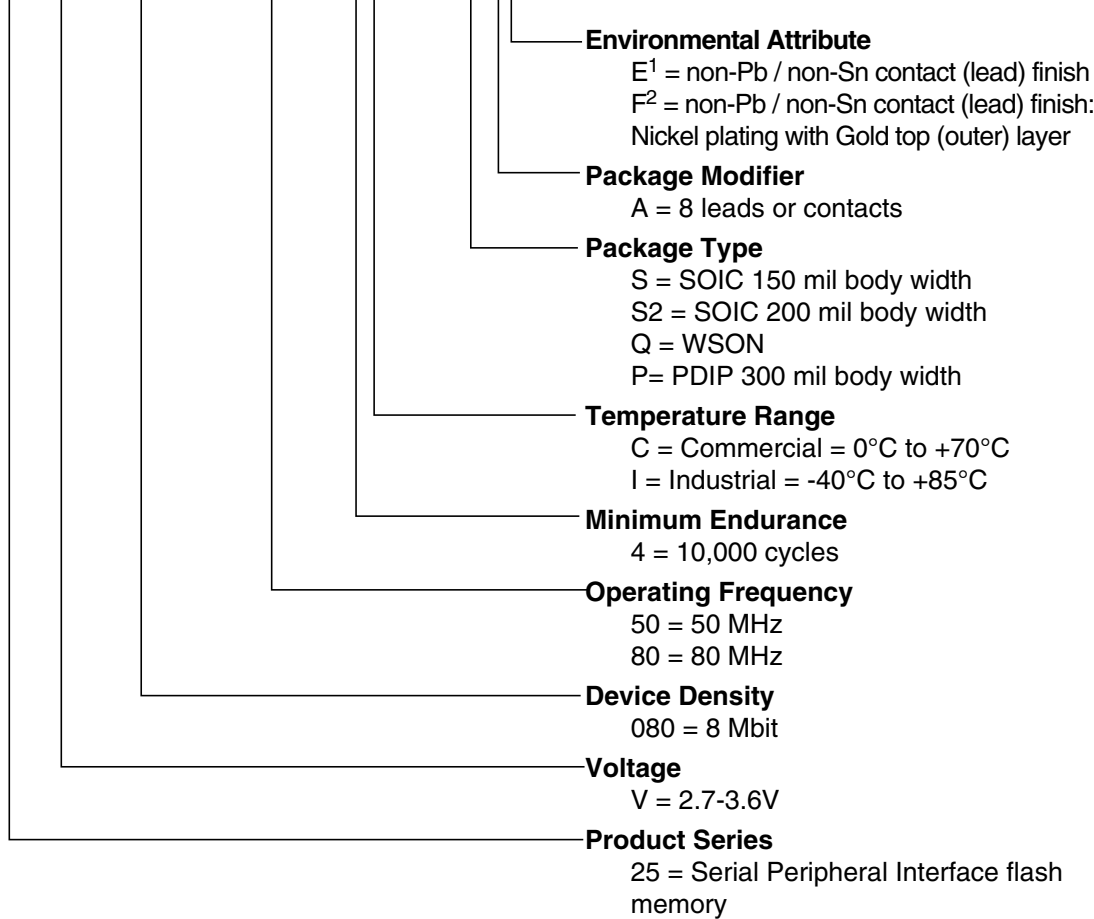 Environmental Attribute
E1 = non-Pb / non-Sn contact (lead) finish
F2 = non-Pb / non-Sn contact (lead) finish:
Nickel plating with Gold top (outer) layer
Package Modifier
A = 8 leads or contacts
Package Type
S = SOIC 150 mil body width
S2 = SOIC 200 mil body width
Q = WSON
P= PDIP 300 mil body width
Temperature Range
C = Commercial = 0°C to +70°C
I = Industrial = -40°C to +85°C
Minimum Endurance
4 = 10,000 cycles
Operating Frequency
50 = 50 MHz
80 = 80 MHz
Device Density
080 = 8 Mbit
Voltage
V = 2.7-3.6V
Product Series
25 = Serial Peripheral Interface flash
memory